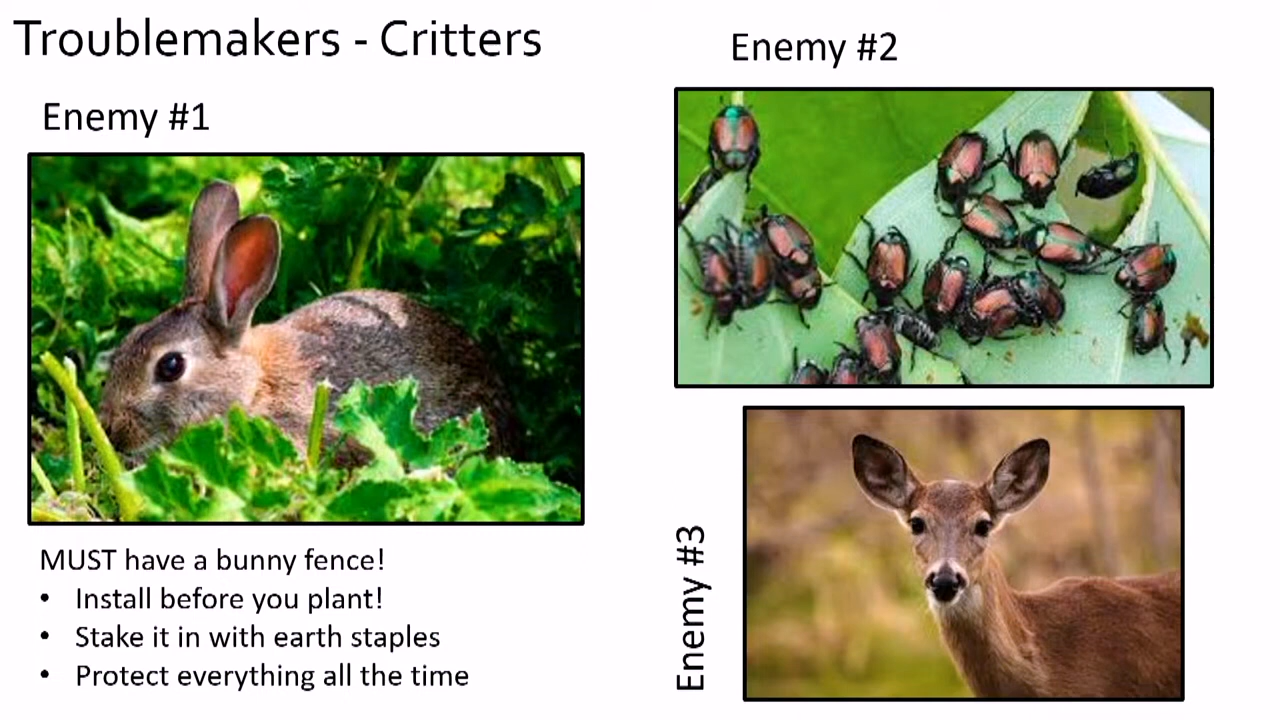 Troublemakers - Critters
Enemy #1
MUST have a bunny fence!
• Install before you plant!
• Stake it in with earth staples
• Protect everything all the time
Enemy #2
Enemy #3